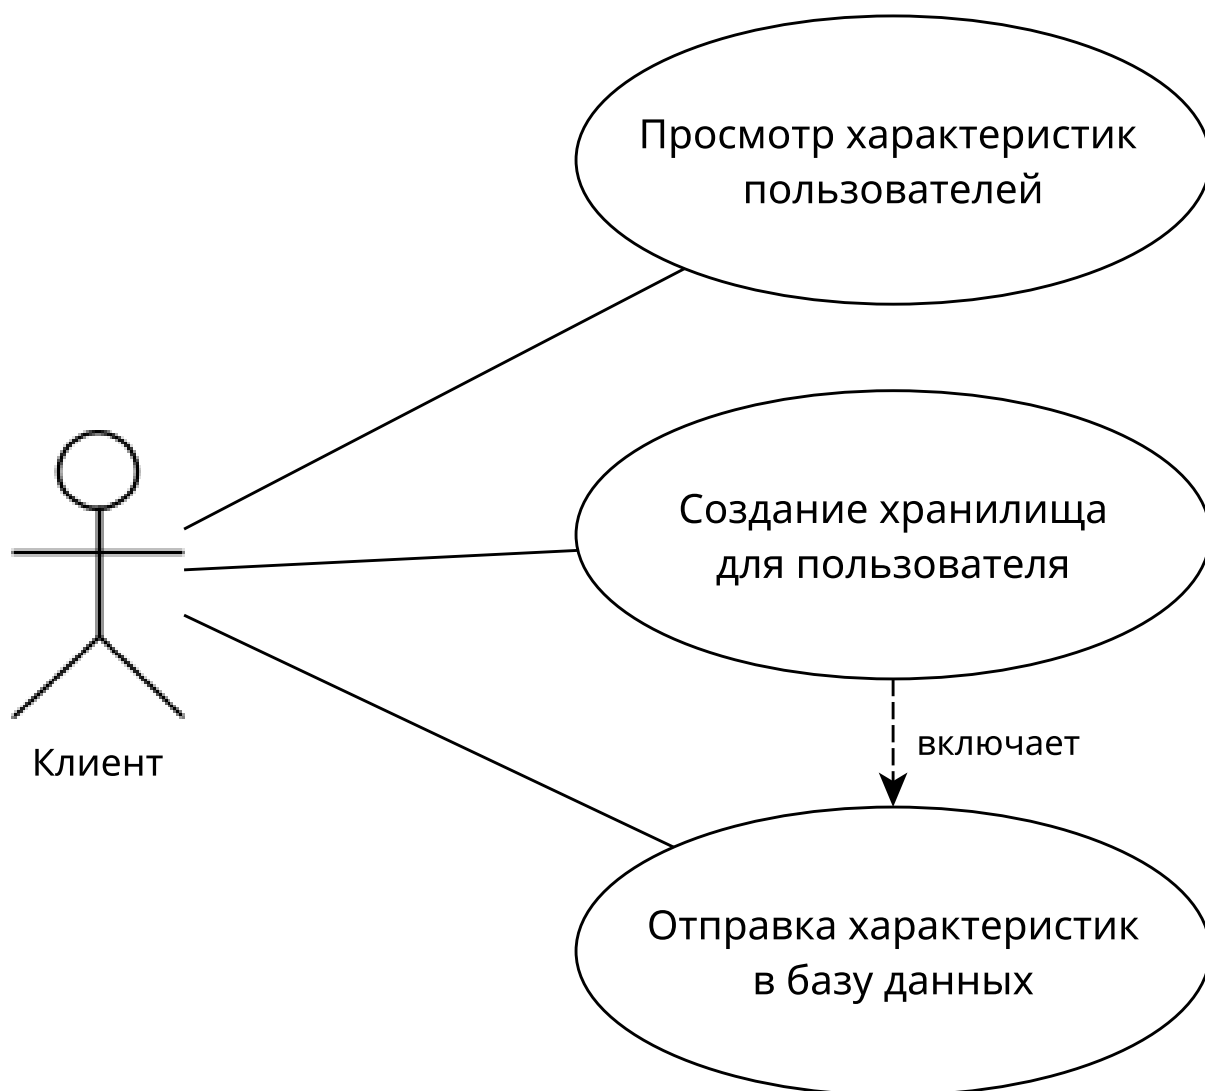 Просмотр характеристик
пользователей
Создание хранилища
для пользователя
включает
Клиент
Отправка характеристик
в базу данных